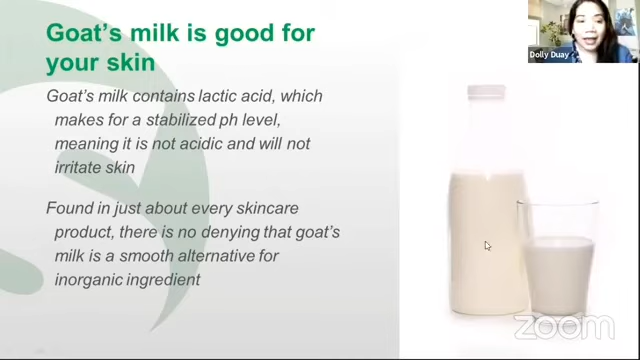 Goat's milk is good for
your skin
Goat's milk contains lactic acid, which
makes for a stabilized ph level,
meaning it is not acidic and will not
irritate skin
Found in just about every skincare
product, there is no denying that goat's
milk is a smooth alternative for
inorganic ingredient
Dolly Duay
zoom